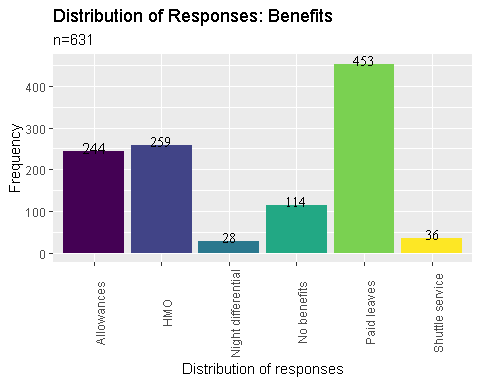 Distribution of Responses: Benefits
n=631
Frequency
400
300
200
100
0
244
259
28
114
453
36
Allowances
HMO
Night differential
No benefits
Paid leaves
Shuttle service
Distribution of responses